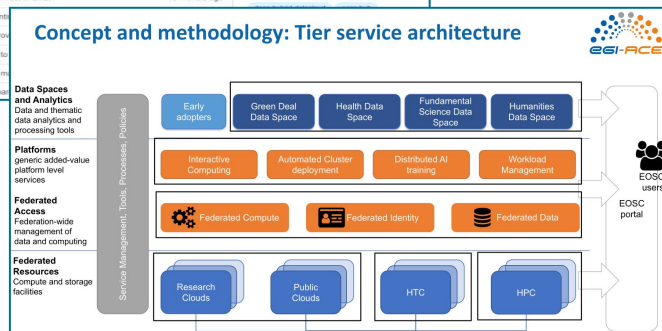 Concept and methodology: Tier service architecture
EGI-ACE
Data Spaces
and Analytics
Data and thematic
data analytics and
processing tools
Platforms
generic added-value
platform level
services
Federated
Access
Federation-wide
management of
data and computing
Federated
Resources
Compute and storage
facilities
Service Management, Tools, Processes, Policies
Early
adopters
Green Deal
Data Space
Health Data
Space
Fundamental
Science Data
Space
Humanities
Data Space
Interactive
Computing
Automated Cluster
deployment
Distributed AI
training
Workload
Management
Federated Compute
Federated Identity
Federated Data
Research
Clouds
Public
Clouds
HTC
HPC
EOSC
users
EOSC
portal